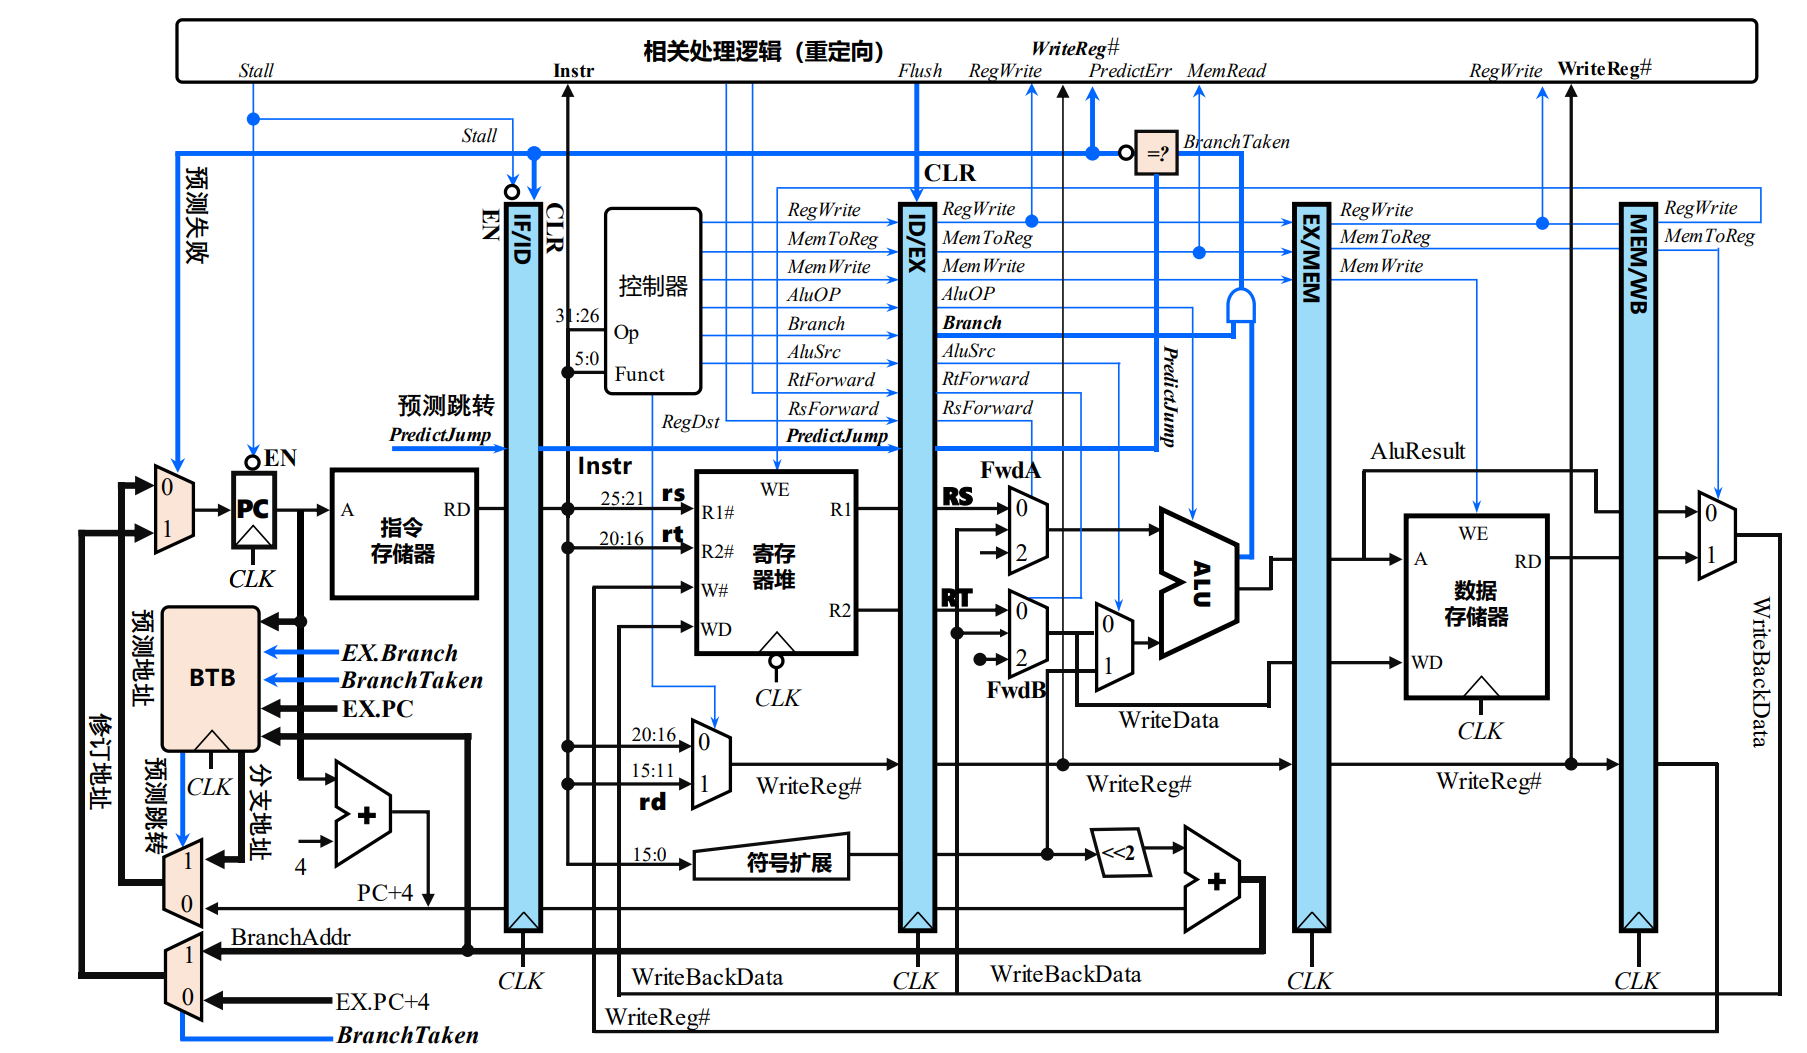 相关处理逻辑（重定向）
WriteReg#
Stall
Instr
Flush
RegWrite
PredictErr
MemRead
RegWrite
WriteReg#
Stall
=?
BranchTaken
预测失败
EN
CLR
CLR
IF/ID
ID/EX
EX/MEM
MEM/WB
控制器
31:26
Op
5:0
Funct
RegWrite
MemToReg
MemWrite
AluOP
Branch
AluSrc
RtForward
RsForward
PredictJump
RegWrite
MemToReg
MemWrite
AluOP
Branch
AluSrc
RtForward
RsForward
PredictJump
RegWrite
MemToReg
MemWrite
RegWrite
MemToReg
预测跳转
PredictJump
RegDst
Instr
0
1
EN
PC
CLK
A
RD
指令
存储器
25:21
rs
20:16
rt
WE
R1#
R2#
W#
WD
R1
R2
寄存
器堆
CLK
RS
RT
FwdA
0
2
0
2
FwdB
0
1
ALU
AluResult
WE
A
RD
WD
数据
存储器
CLK
0
1
WriteBackData
WriteData
预测地址
BTB
EX.Branch
BranchTaken
EX.PC
CLK
修订地址
预测跳转
分支地址
+
4
PC+4
1
0
20:16
0
15:11
1
rd
WriteReg#
WriteReg#
WriteReg#
15:0
符号扩展
<<2
+
BranchAddr
1
0
EX.PC+4
BranchTaken
CLK
CLK
CLK
CLK
WriteBackData
WriteBackData
WriteReg#